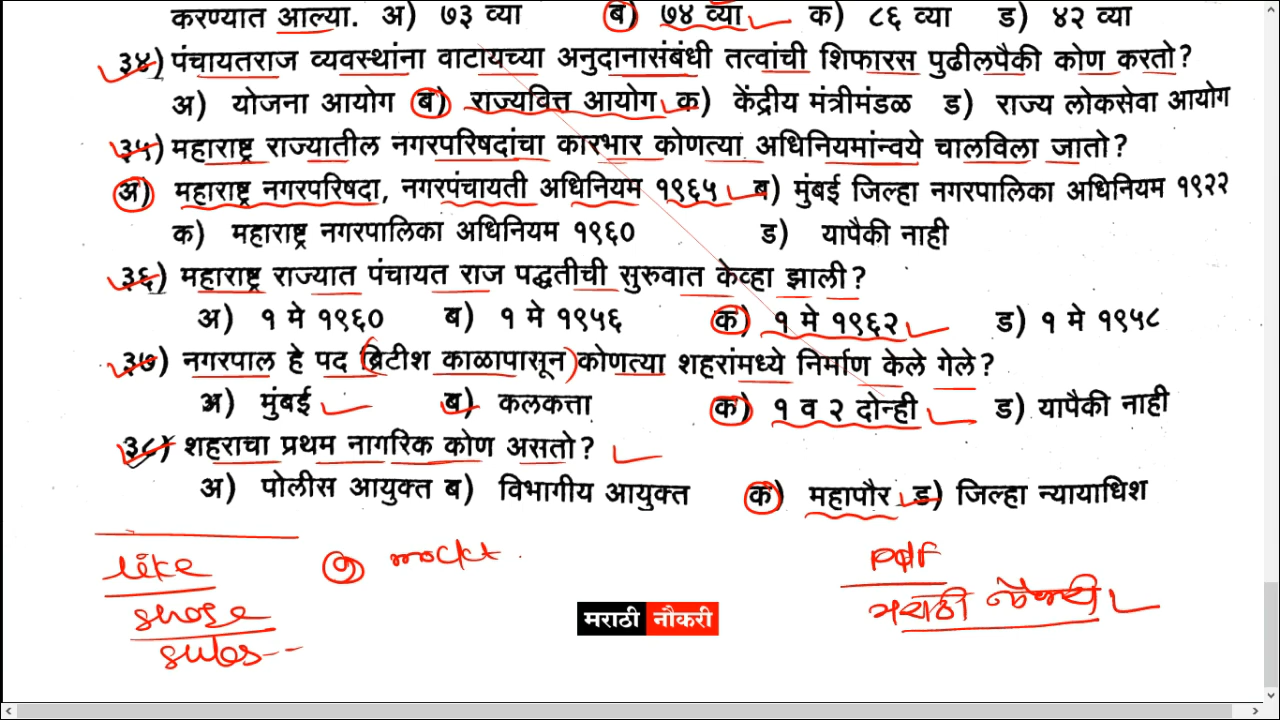 करण्यात आल्या. अ) ७३ व्या ब) ७४ व्या क) ८६ व्या ड) ४२ व्या
३४) पंचायतराज व्यवस्थांना वाटायच्या अनुदानासंबंधी तत्वांची शिफारस पुढीलपैकी कोण करतो?
अ) योजना आयोग ब) राज्यवित्त आयोग क) केंद्रीय मंत्रीमंडळ ड) राज्य लोकसेवा आयोग
३५) महाराष्ट्र राज्यातील नगरपरिषदांचा कारभार कोणत्या अधिनियमांन्वये चालविला जातो?
अ) महाराष्ट्र नगरपरिषदा, नगरपंचायती अधिनियम १९६५ ब) मुंबई जिल्हा नगरपालिका अधिनियम १९२२
क) महाराष्ट्र नगरपालिका अधिनियम १९६० ड) यापैकी नाही
३६) महाराष्ट्र राज्यात पंचायत राज पद्धतीची सुरुवात केव्हा झाली?
अ) १ मे १९६० ब) १ मे १९५६ क) १ मे १९६२ ड) १ मे १९५८
३७) नगरपाल हे पद (ब्रिटीश काळापासून) कोणत्या शहरांमध्ये निर्माण केले गेले?
अ) मुंबई ब) कलकत्ता क) १ व २ दोन्ही ड) यापैकी नाही
३८) शहराचा प्रथम नागरिक कोण असतो?
अ) पोलीस आयुक्त ब) विभागीय आयुक्त क) महापौर ड) जिल्हा न्यायाधिश
like
share
subs--
pdf
मराठी नौकरी
मराठी नौकरी